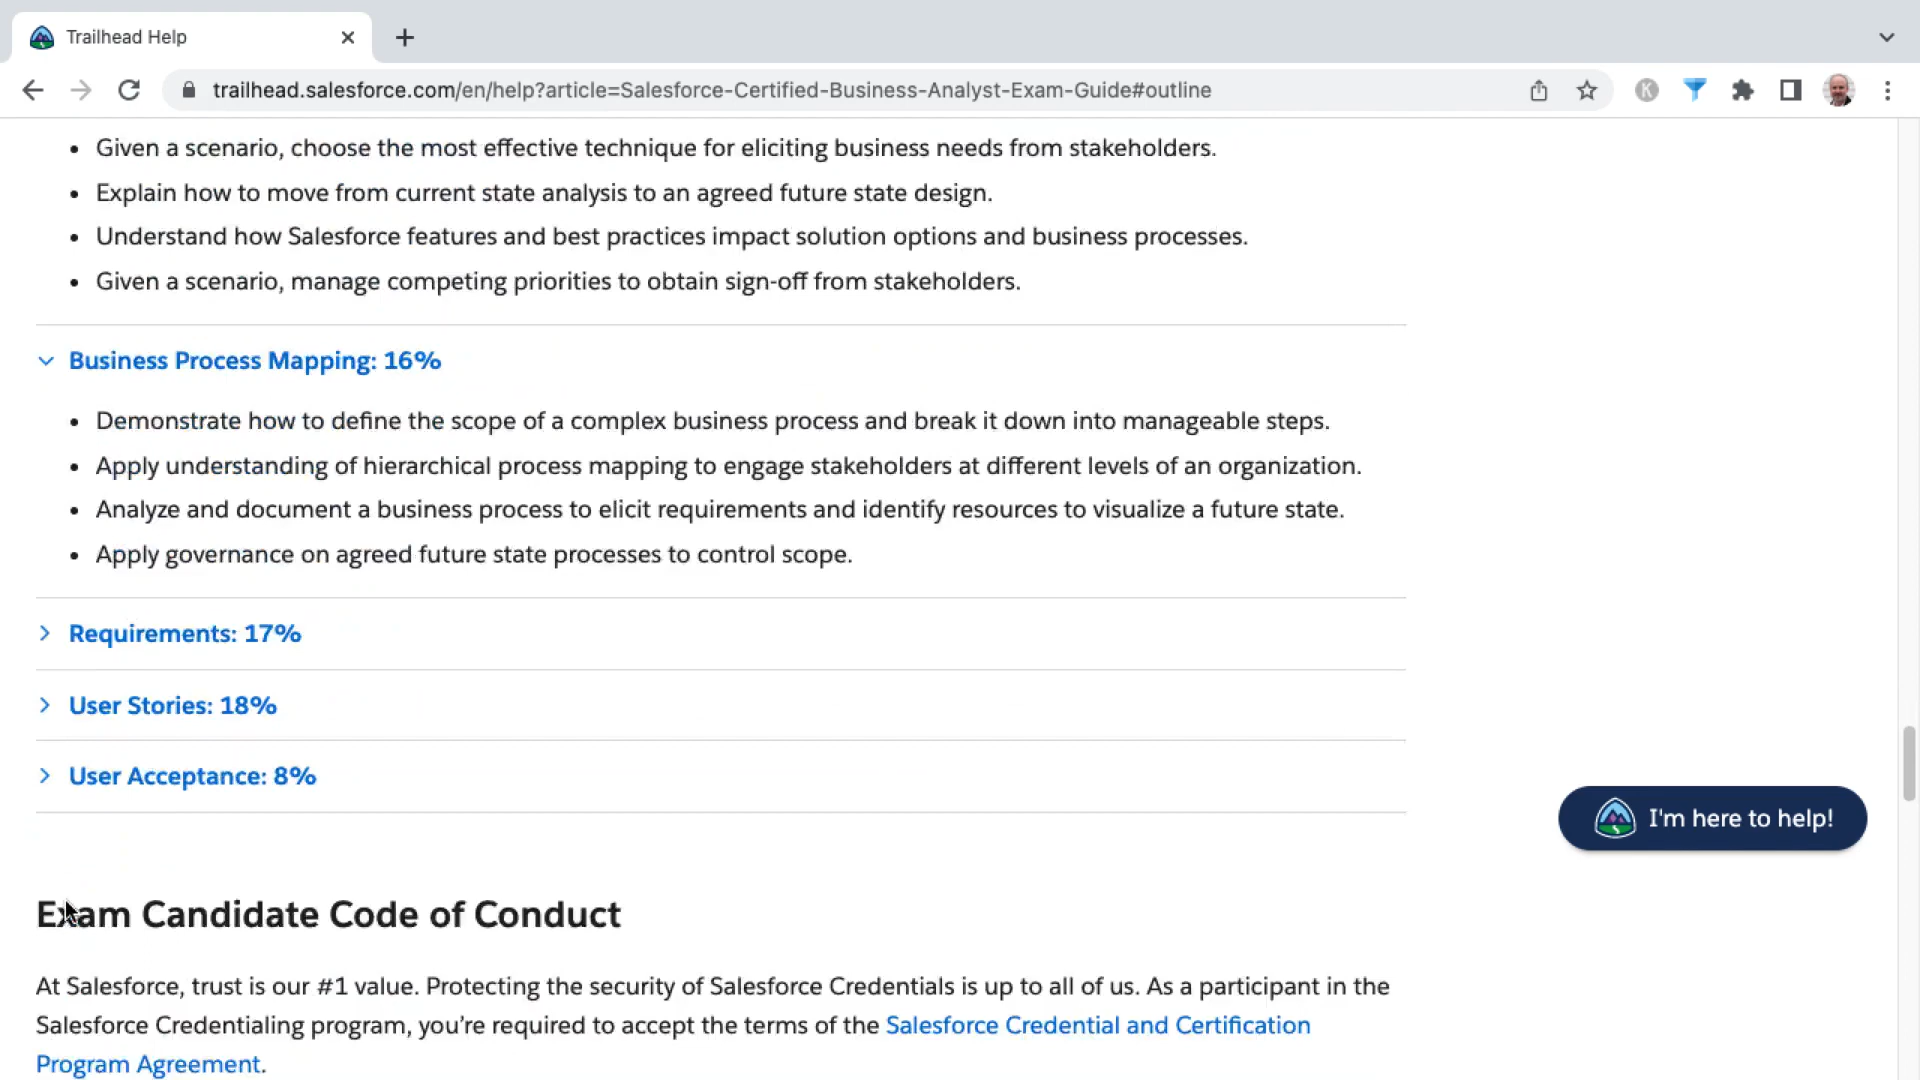 Trailhead Help
trailhead.salesforce.com/en/help?article=Salesforce-Certified-Business-Analyst-Exam-Guide#outline
K
Given a scenario, choose the most effective technique for eliciting business needs from stakeholders.
Explain how to move from current state analysis to an agreed future state design.
Understand how Salesforce features and best practices impact solution options and business processes.
Given a scenario, manage competing priorities to obtain sign-off from stakeholders.
Business Process Mapping: 16%
Demonstrate how to define the scope of a complex business process and break it down into manageable steps.
Apply understanding of hierarchical process mapping to engage stakeholders at different levels of an organization.
Analyze and document a business process to elicit requirements and identify resources to visualize a future state.
Apply governance on agreed future state processes to control scope.
Requirements: 17%
User Stories: 18%
User Acceptance: 8%
I'm here to help!
Exam Candidate Code of Conduct
At Salesforce, trust is our #1 value. Protecting the security of Salesforce Credentials is up to all of us. As a participant in the
Salesforce Credentialing program, you’re required to accept the terms of the Salesforce Credential and Certification
Program Agreement.